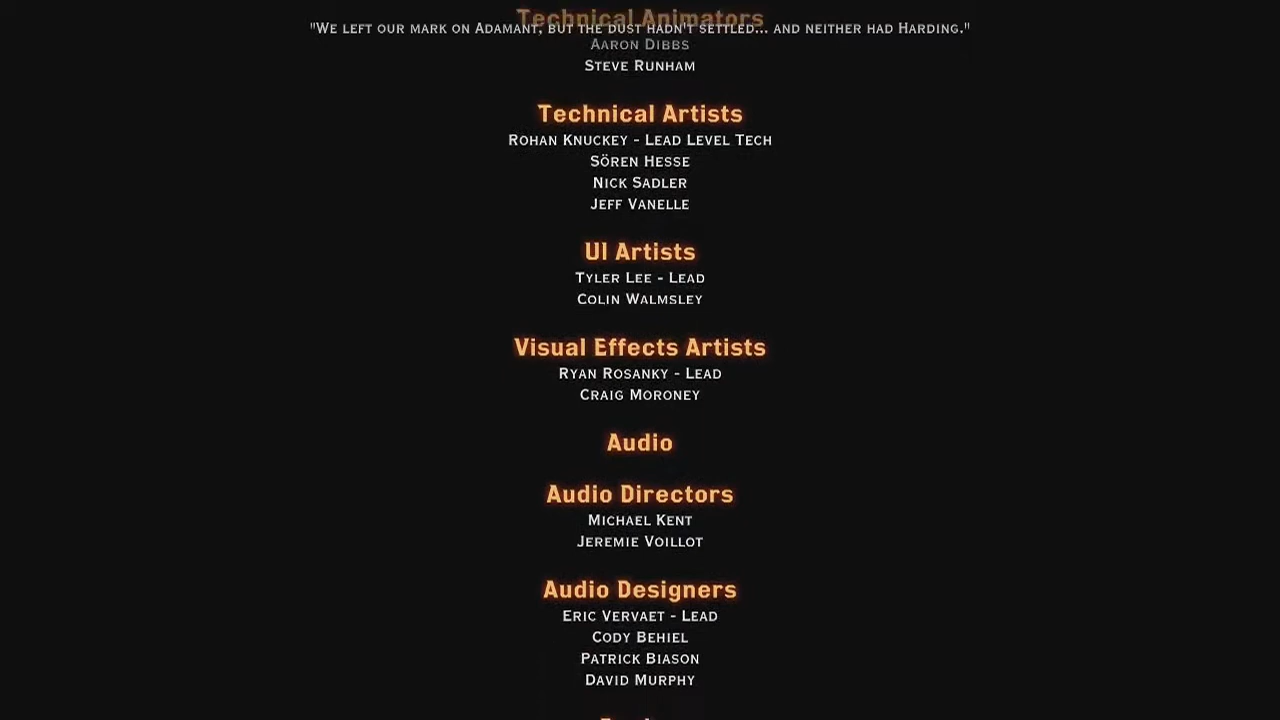 Technical Animators
"We left our mark on Adamant, but the dust hadn't settled... and neither had Harding."
Aaron Dibbs
Steve Runham
Technical Artists
Rohan Knuckey - Lead Level Tech
Sören Hesse
Nick Sadler
Jeff Vanelle
UI Artists
Tyler Lee - Lead
Colin Walmsley
Visual Effects Artists
Ryan Rosanky - Lead
Craig Moroney
Audio
Audio Directors
Michael Kent
Jeremie Voillot
Audio Designers
Eric Vervaet - Lead
Cody Behiel
Patrick Biason
David Murphy